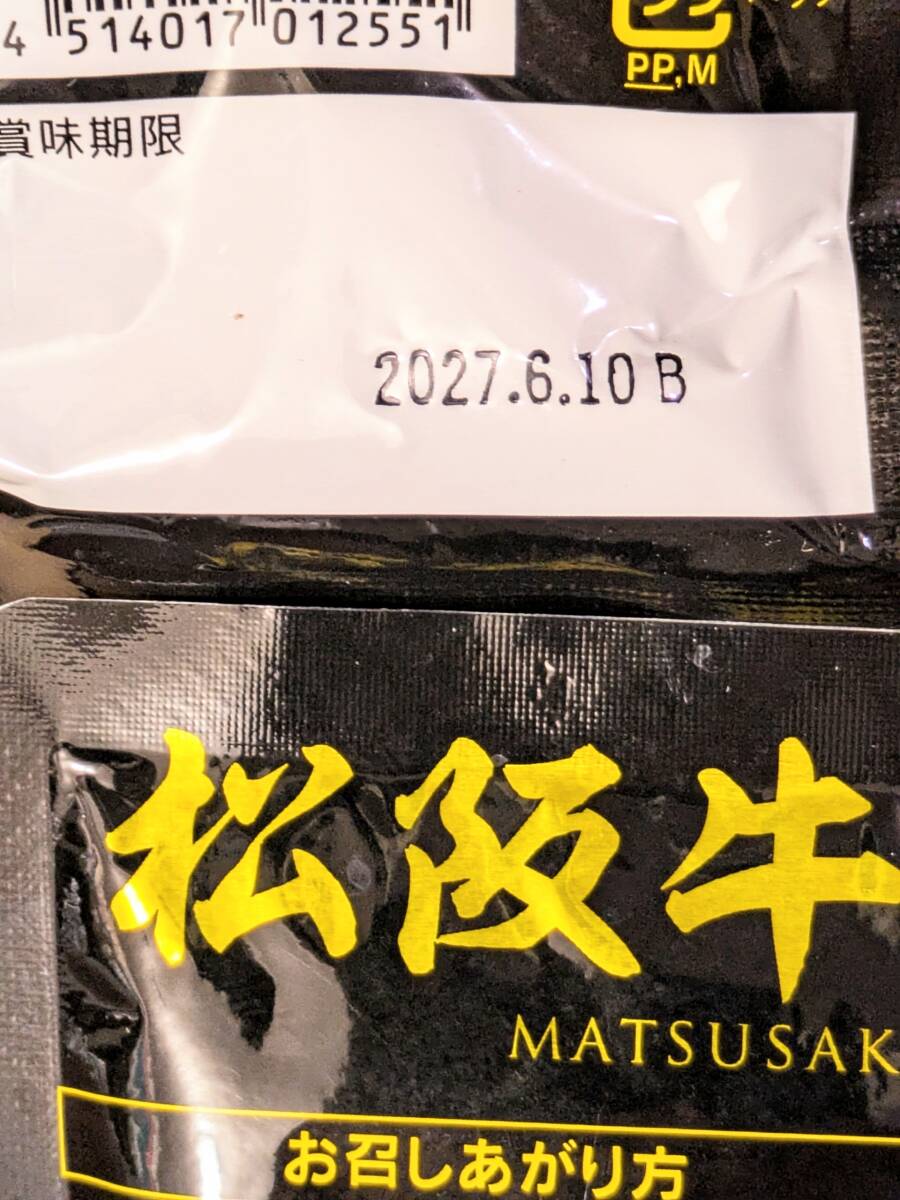 4 514017 012551
PP,M
賞味期限
2027.6.10 B
松阪牛
MATSUSAK
お召しあがり方